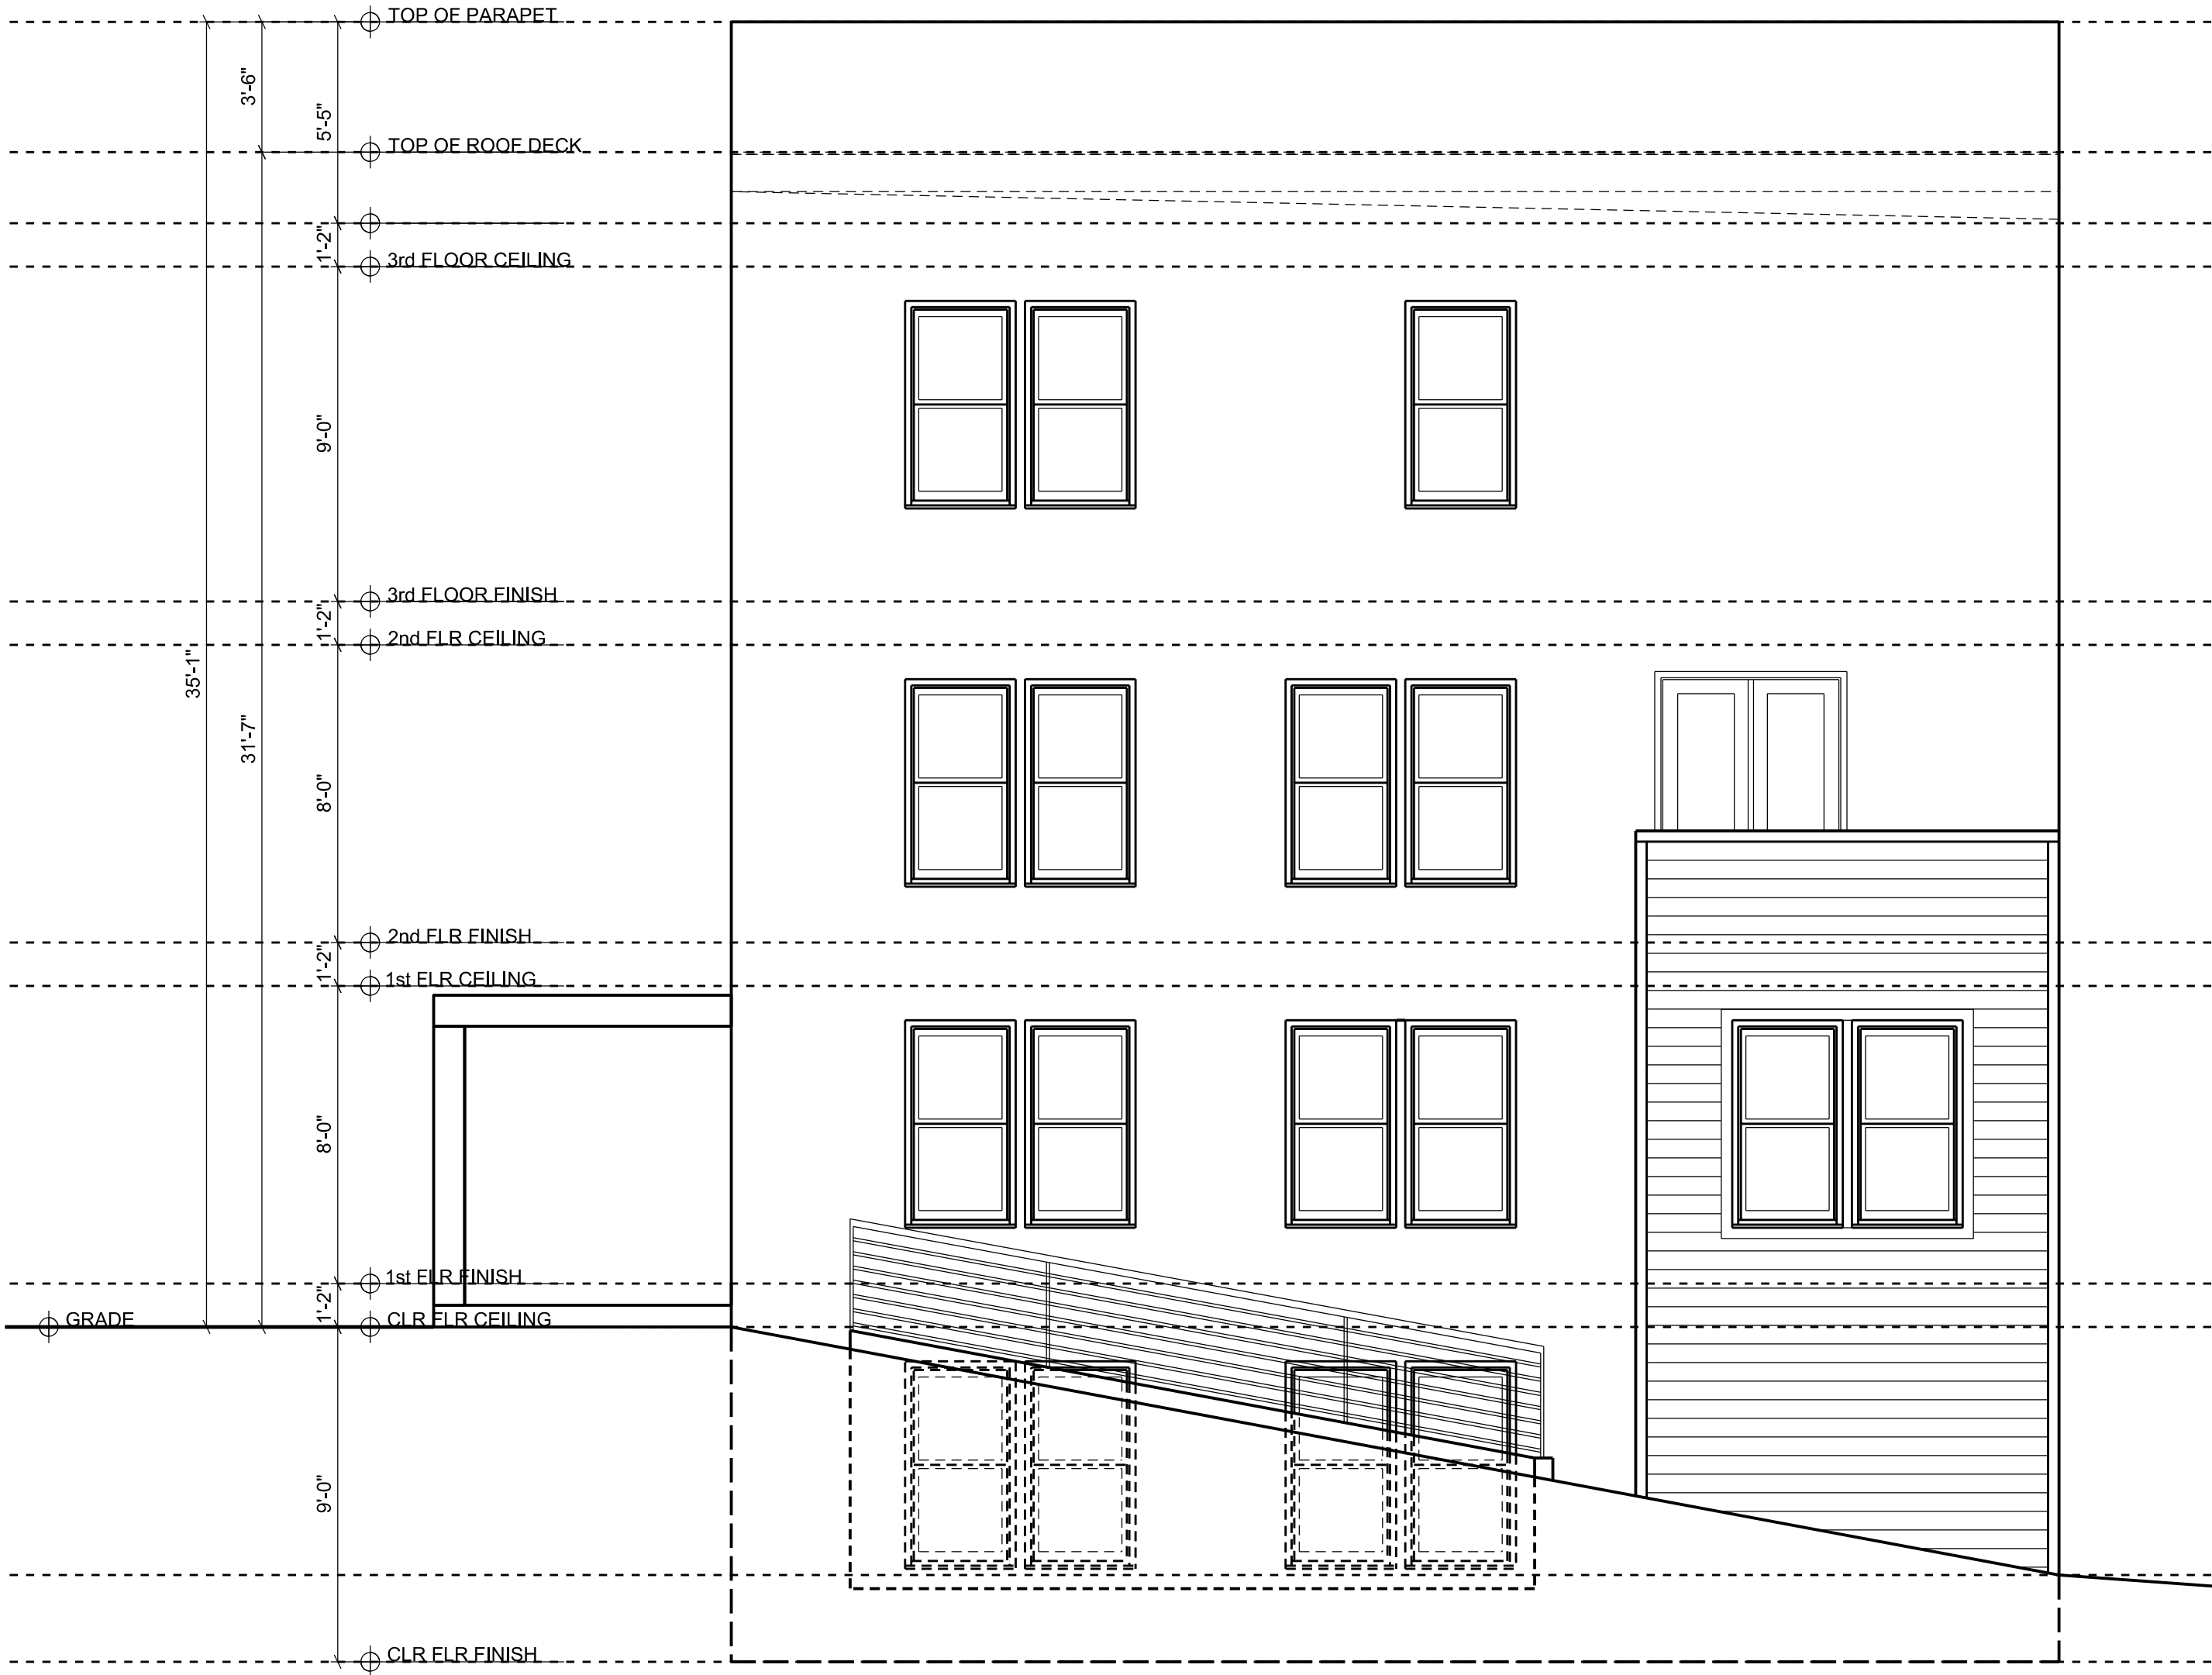 TOP OF PARAPET
3'-6"
5'-5"
TOP OF ROOF DECK
1'-2"
3rd FLOOR CEILING
9'-0"
3rd FLOOR FINISH
1'-2"
2nd FLR CEILING
35'-1"
31'-7"
8'-0"
2nd FLR FINISH
1'-2"
1st FLR CEILING
8'-0"
1st FLR FINISH
1'-2"
GRADE
CLR FLR CEILING
9'-0"
CLR FLR FINISH